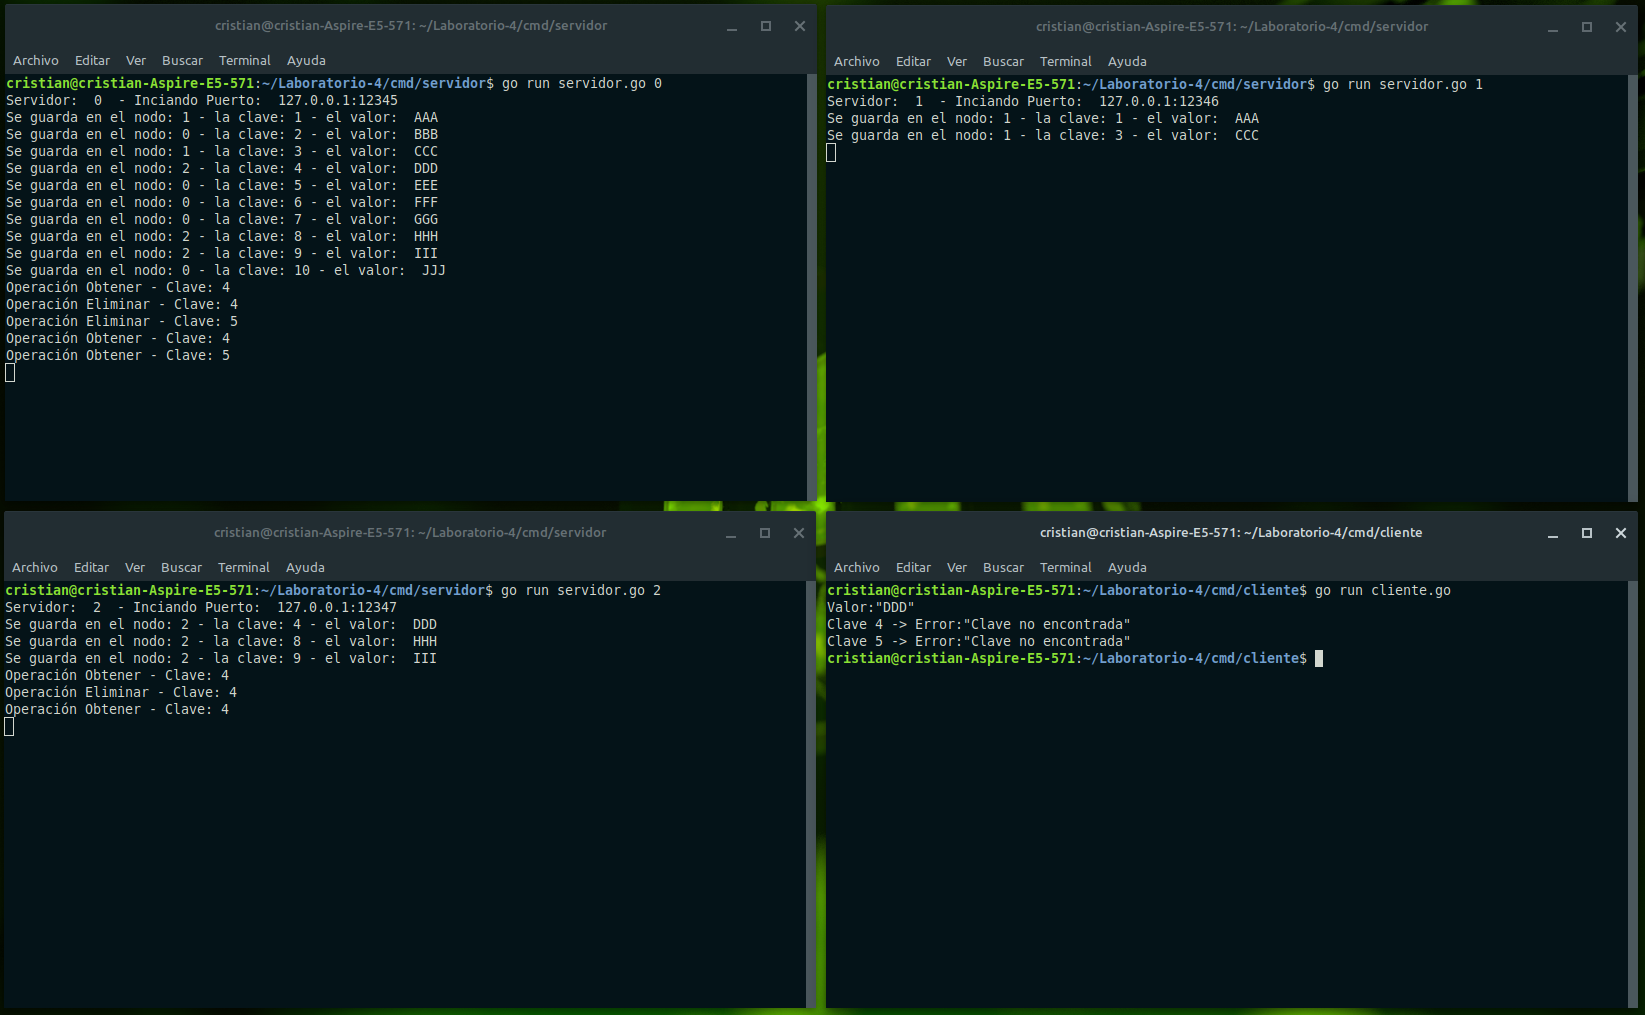 cristian@cristian-Aspire-E5-571: ~/Laboratorio-4/cmd/servidor
Archivo Editar Ver Buscar Terminal Ayuda
cristian@cristian-Aspire-E5-571:~/Laboratorio-4/cmd/servidor$ go run servidor.go 0
Servidor:  0  - Inciando Puerto:  127.0.0.1:12345
Se guarda en el nodo: 1 - la clave: 1 - el valor:  AAA
Se guarda en el nodo: 0 - la clave: 2 - el valor:  BBB
Se guarda en el nodo: 1 - la clave: 3 - el valor:  CCC
Se guarda en el nodo: 2 - la clave: 4 - el valor:  DDD
Se guarda en el nodo: 0 - la clave: 5 - el valor:  EEE
Se guarda en el nodo: 0 - la clave: 6 - el valor:  FFF
Se guarda en el nodo: 0 - la clave: 7 - el valor:  GGG
Se guarda en el nodo: 2 - la clave: 8 - el valor:  HHH
Se guarda en el nodo: 2 - la clave: 9 - el valor:  III
Se guarda en el nodo: 0 - la clave: 10 - el valor:  JJJ
Operación Obtener - Clave: 4
Operación Eliminar - Clave: 4
Operación Eliminar - Clave: 5
Operación Obtener - Clave: 4
Operación Obtener - Clave: 5
cristian@cristian-Aspire-E5-571: ~/Laboratorio-4/cmd/servidor
Archivo Editar Ver Buscar Terminal Ayuda
cristian@cristian-Aspire-E5-571:~/Laboratorio-4/cmd/servidor$ go run servidor.go 1
Servidor:  1  - Inciando Puerto:  127.0.0.1:12346
Se guarda en el nodo: 1 - la clave: 1 - el valor:  AAA
Se guarda en el nodo: 1 - la clave: 3 - el valor:  CCC
cristian@cristian-Aspire-E5-571: ~/Laboratorio-4/cmd/servidor
Archivo Editar Ver Buscar Terminal Ayuda
cristian@cristian-Aspire-E5-571:~/Laboratorio-4/cmd/servidor$ go run servidor.go 2
Servidor:  2  - Inciando Puerto:  127.0.0.1:12347
Se guarda en el nodo: 2 - la clave: 4 - el valor:  DDD
Se guarda en el nodo: 2 - la clave: 8 - el valor:  HHH
Se guarda en el nodo: 2 - la clave: 9 - el valor:  III
Operación Obtener - Clave: 4
Operación Eliminar - Clave: 4
Operación Obtener - Clave: 4
cristian@cristian-Aspire-E5-571: ~/Laboratorio-4/cmd/cliente
Archivo Editar Ver Buscar Terminal Ayuda
cristian@cristian-Aspire-E5-571:~/Laboratorio-4/cmd/cliente$ go run cliente.go
Valor:"DDD"
Clave 4 -> Error:"Clave no encontrada"
Clave 5 -> Error:"Clave no encontrada"
cristian@cristian-Aspire-E5-571:~/Laboratorio-4/cmd/cliente$